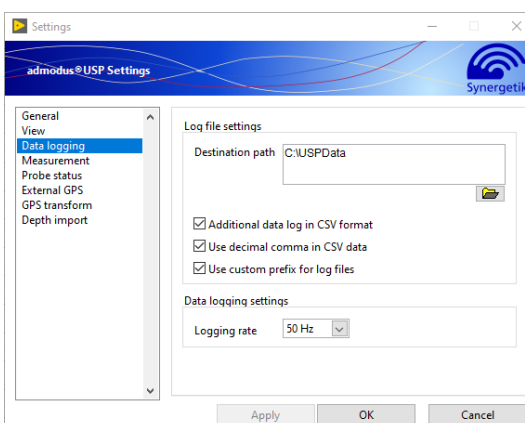 Settings
admodus®USP Settings
Synergetik
General
View
Data logging
Measurement
Probe status
External GPS
GPS transform
Depth import
Log file settings
Destination path
C:\USPData
Additional data log in CSV format
Use decimal comma in CSV data
Use custom prefix for log files
Data logging settings
Logging rate
50 Hz
Apply
OK
Cancel